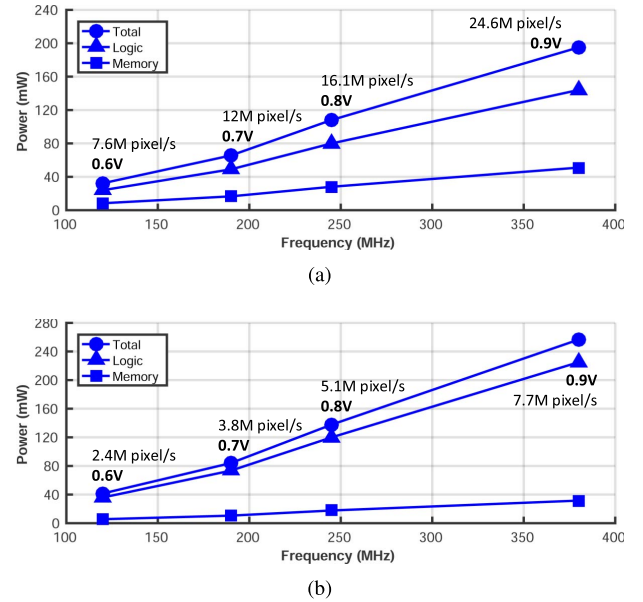 240
200
160
120
80
40
0
Power (mW)
Total
Logic
Memory
7.6M pixel/s
0.6V
12M pixel/s
0.7V
16.1M pixel/s
0.8V
24.6M pixel/s
0.9V
100 150 200 250 300 350 400
Frequency (MHz)
(a)
280
240
200
160
120
80
40
0
Power (mW)
Total
Logic
Memory
2.4M pixel/s
0.6V
3.8M pixel/s
0.7V
5.1M pixel/s
0.8V
0.9V
7.7M pixel/s
100 150 200 250 300 350 400
Frequency (MHz)
(b)